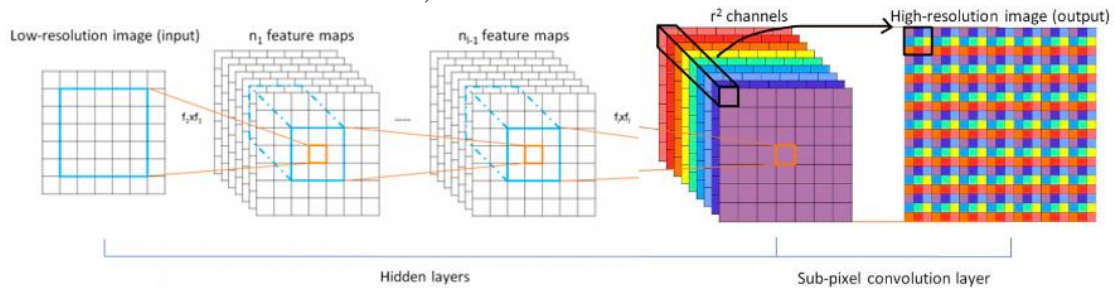 Low-resolution image (input)
n₁ feature maps
nₗ₋₁ feature maps
r² channels
High-resolution image (output)
f₁xf₁
......
fₗxfₗ
Hidden layers
Sub-pixel convolution layer